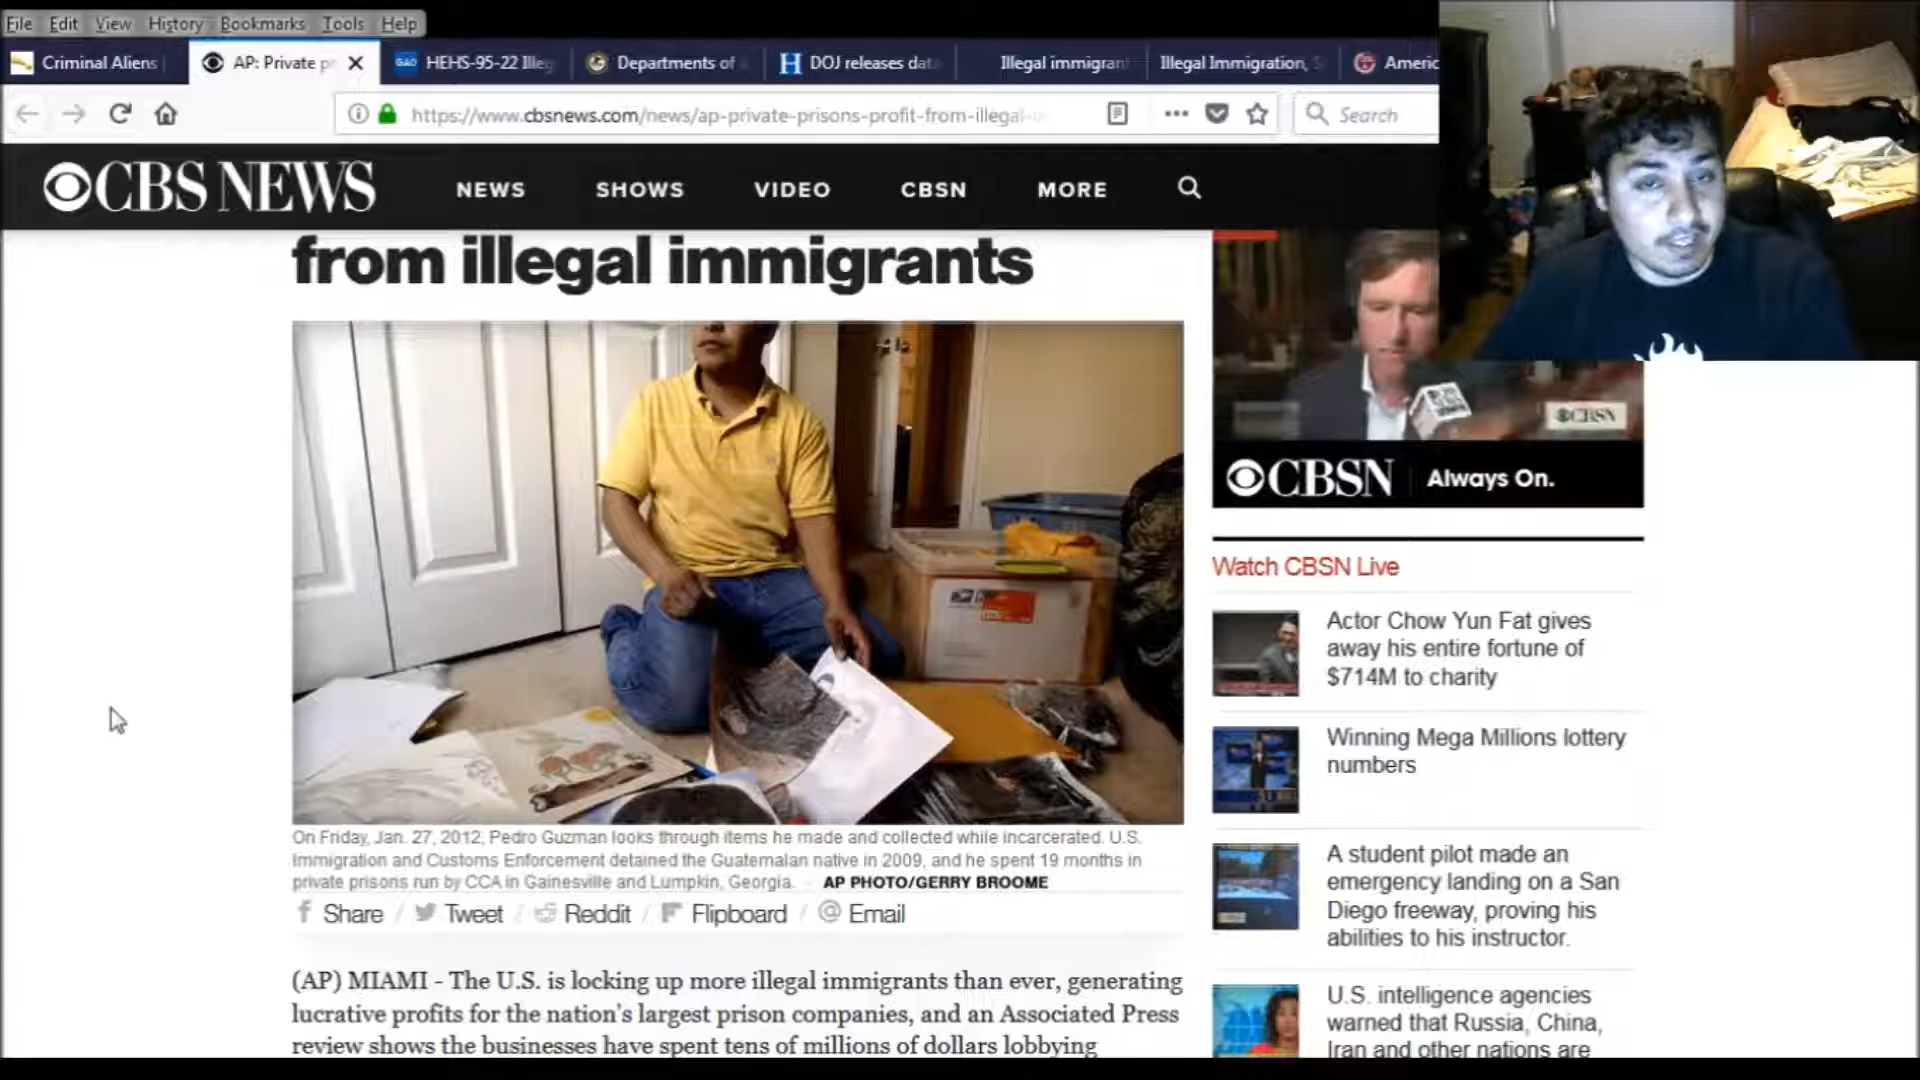 File Edit View History Bookmarks Tools Help
Criminal Aliens AP: Private pr GAO HEHS-95-22 Illeg Departments of DOJ releases dat Illegal immigran Illegal Immigration, Americ
https://www.cbsnews.com/news/ap-private-prisons-profit-from-illegal- Search
CBS NEWS NEWS SHOWS VIDEO CBSN MORE
from illegal immigrants
CBSN
CBSN Always On.
Watch CBSN Live
Actor Chow Yun Fat gives
away his entire fortune of
$714M to charity
Winning Mega Millions lottery
numbers
A student pilot made an
emergency landing on a San
Diego freeway, proving his
abilities to his instructor.
U.S. intelligence agencies
warned that Russia, China,
Iran and other nations are
On Friday, Jan. 27, 2012, Pedro Guzman looks through items he made and collected while incarcerated. U.S.
Immigration and Customs Enforcement detained the Guatemalan native in 2009, and he spent 19 months in
private prisons run by CCA in Gainesville and Lumpkin, Georgia. AP PHOTO/GERRY BROOME
Share / Tweet / Reddit / Flipboard / Email
(AP) MIAMI - The U.S. is locking up more illegal immigrants than ever, generating
lucrative profits for the nation's largest prison companies, and an Associated Press
review shows the businesses have spent tens of millions of dollars lobbying